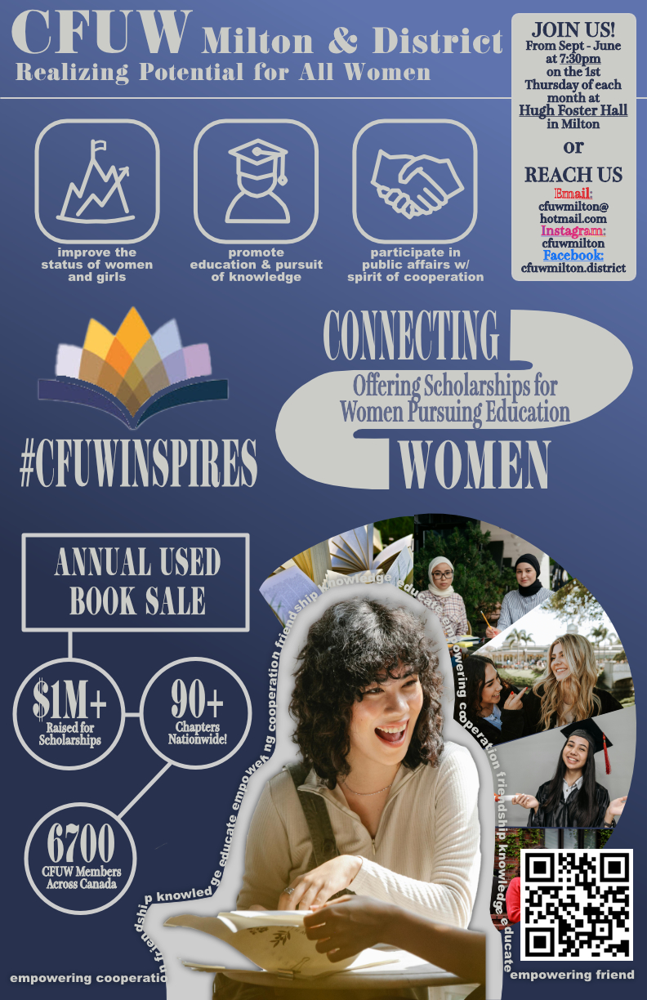 CFUW Milton & District
Realizing Potential for All Women
JOIN US!
From Sept - June
at 7:30pm
on the 1st
Thursday of each
month at
Hugh Foster Hall
in Milton
or
REACH US
Email:
cfuwmilton@
hotmail.com
Instagram:
cfuwmilton
Facebook:
cfuwmilton.district
improve the
status of women
and girls
promote
education & pursuit
of knowledge
participate in
public affairs w/
spirit of cooperation
#CFUWINSPIRES
CONNECTING
Offering Scholarships for
Women Pursuing Education
WOMEN
ANNUAL USED
BOOK SALE
$1M+
Raised for
Scholarships
90+
Chapters
Nationwide!
6700
CFUW Members
Across Canada
empowering cooperatio
n friendship knowledge educate empowering cooperation friendship knowledge educate empowering cooperation friendship knowledge educate
empowering friend